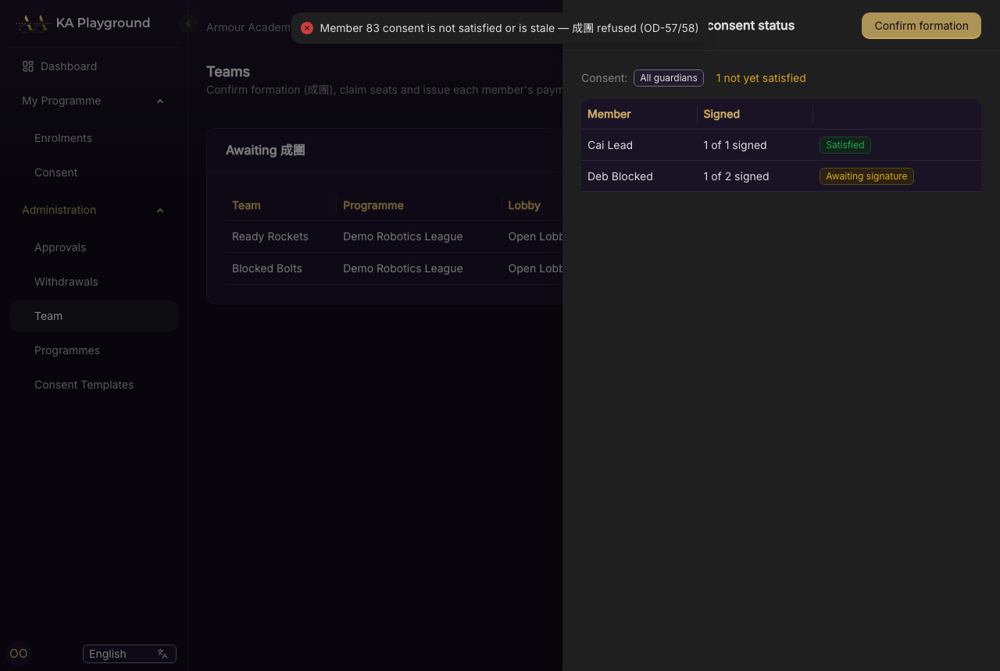 KA Playground
Dashboard
My Programme
Enrolments
Consent
Administration
Approvals
Withdrawals
Team
Programmes
Consent Templates
OO
English
Armour Academy
Member 83 consent is not satisfied or is stale — 成團 refused (OD-57/58)
Teams
Confirm formation (成團), claim seats and issue each member's paym
Awaiting 成團
Team Programme Lobby
Ready Rockets Demo Robotics League Open Lobb
Blocked Bolts Demo Robotics League Open Lobb
consent status
Confirm formation
Consent: All guardians 1 not yet satisfied
Member Signed
Cai Lead 1 of 1 signed Satisfied
Deb Blocked 1 of 2 signed Awaiting signature